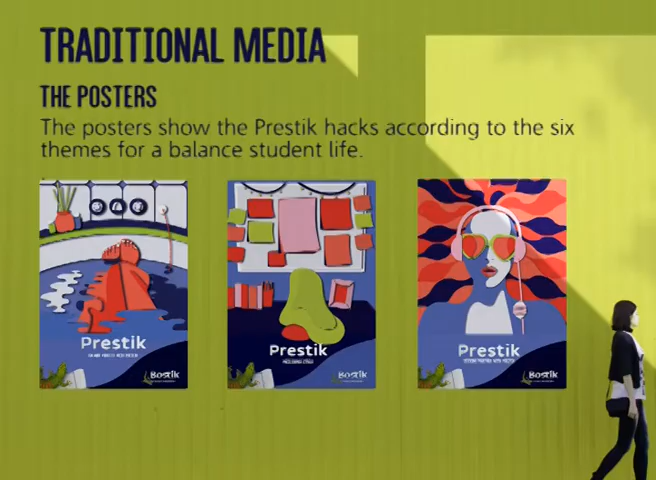 TRADITIONAL MEDIA
THE POSTERS
The posters show the Prestik hacks according to the six
themes for a balance student life.
Prestik
Prestik
Prestik
Bostik
Bostik
Bostik